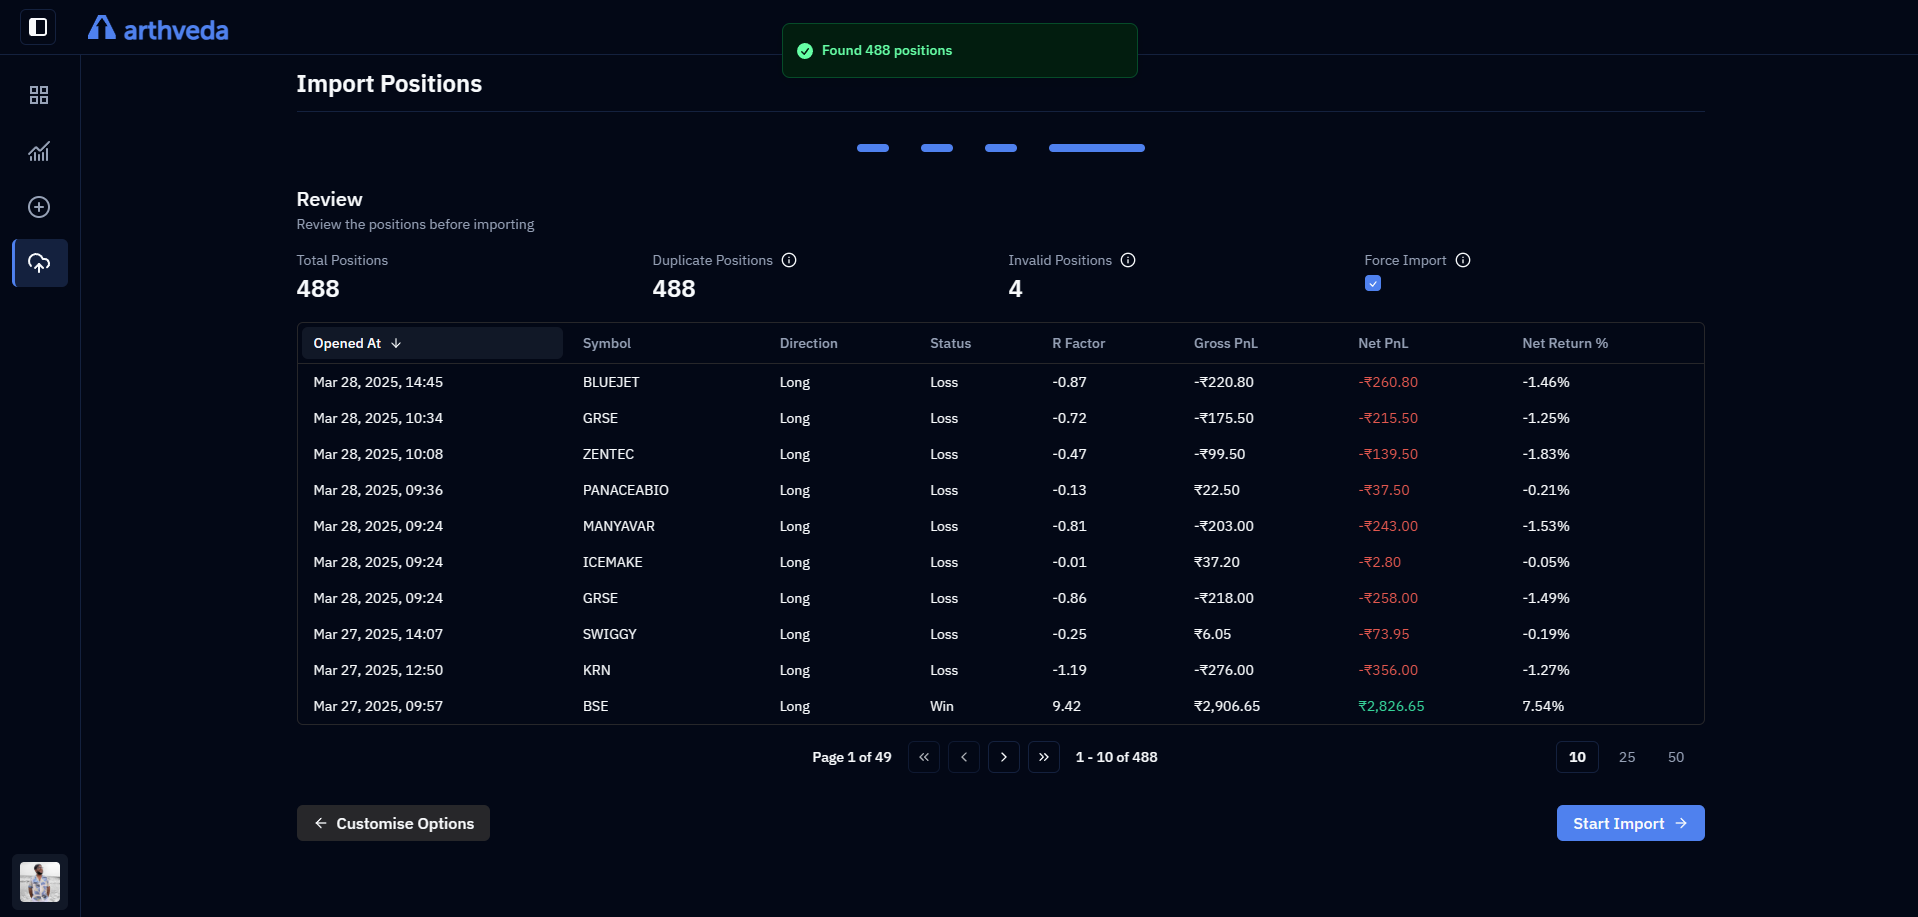 arthveda
Found 488 positions
Import Positions
Review
Review the positions before importing
Total Positions Duplicate Positions Invalid Positions Force Import
488 488 4
Opened At Symbol Direction Status R Factor Gross PnL Net PnL Net Return %
Mar 28, 2025, 14:45 BLUEJET Long Loss -0.87 -₹220.80 -₹260.80 -1.46%
Mar 28, 2025, 10:34 GRSE Long Loss -0.72 -₹175.50 -₹215.50 -1.25%
Mar 28, 2025, 10:08 ZENTEC Long Loss -0.47 -₹99.50 -₹139.50 -1.83%
Mar 28, 2025, 09:36 PANACEABIO Long Loss -0.13 ₹22.50 -₹37.50 -0.21%
Mar 28, 2025, 09:24 MANYAVAR Long Loss -0.81 -₹203.00 -₹243.00 -1.53%
Mar 28, 2025, 09:24 ICEMAKE Long Loss -0.01 ₹37.20 -₹2.80 -0.05%
Mar 28, 2025, 09:24 GRSE Long Loss -0.86 -₹218.00 -₹258.00 -1.49%
Mar 27, 2025, 14:07 SWIGGY Long Loss -0.25 ₹6.05 -₹73.95 -0.19%
Mar 27, 2025, 12:50 KRN Long Loss -1.19 -₹276.00 -₹356.00 -1.27%
Mar 27, 2025, 09:57 BSE Long Win 9.42 ₹2,906.65 ₹2,826.65 7.54%
Page 1 of 49 1 - 10 of 488 10 25 50
Customise Options Start Import